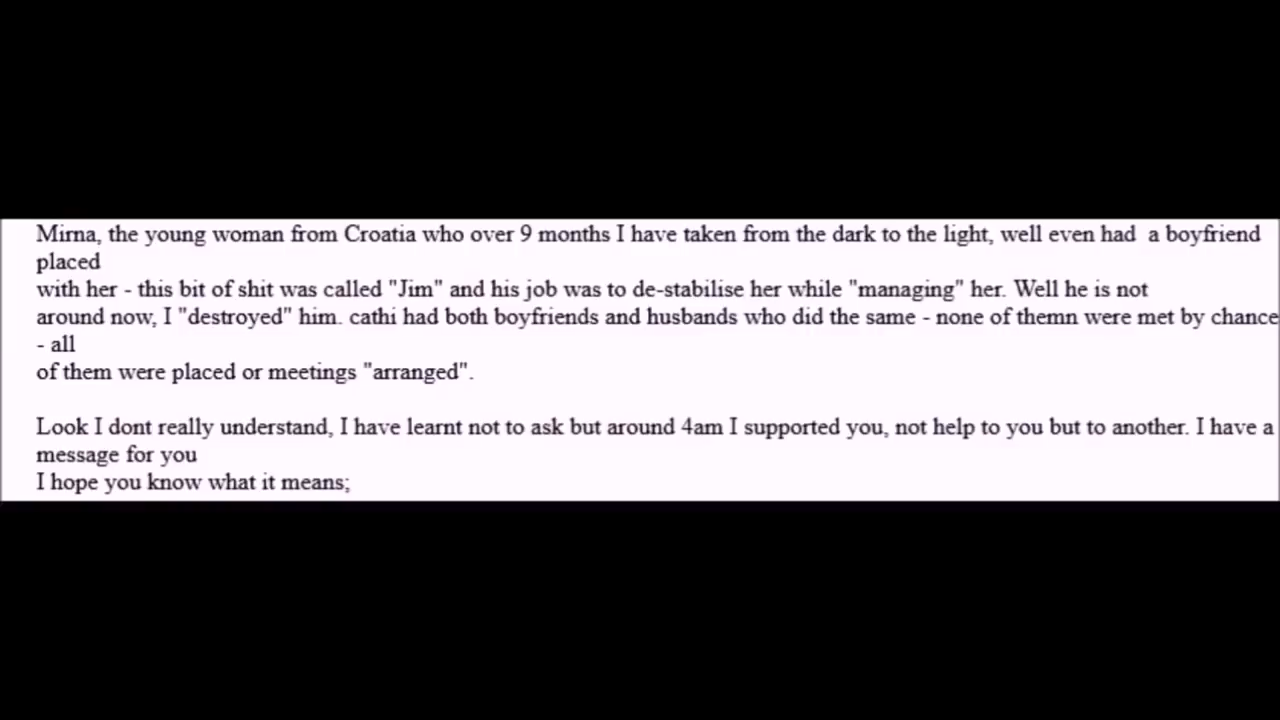 Mirna, the young woman from Croatia who over 9 months I have taken from the dark to the light, well even had  a boyfriend
placed
with her - this bit of shit was called "Jim" and his job was to de-stabilise her while "managing" her. Well he is not
around now, I "destroyed" him. cathi had both boyfriends and husbands who did the same - none of themn were met by chance
- all
of them were placed or meetings "arranged".
Look I dont really understand, I have learnt not to ask but around 4am I supported you, not help to you but to another. I have a
message for you
I hope you know what it means;